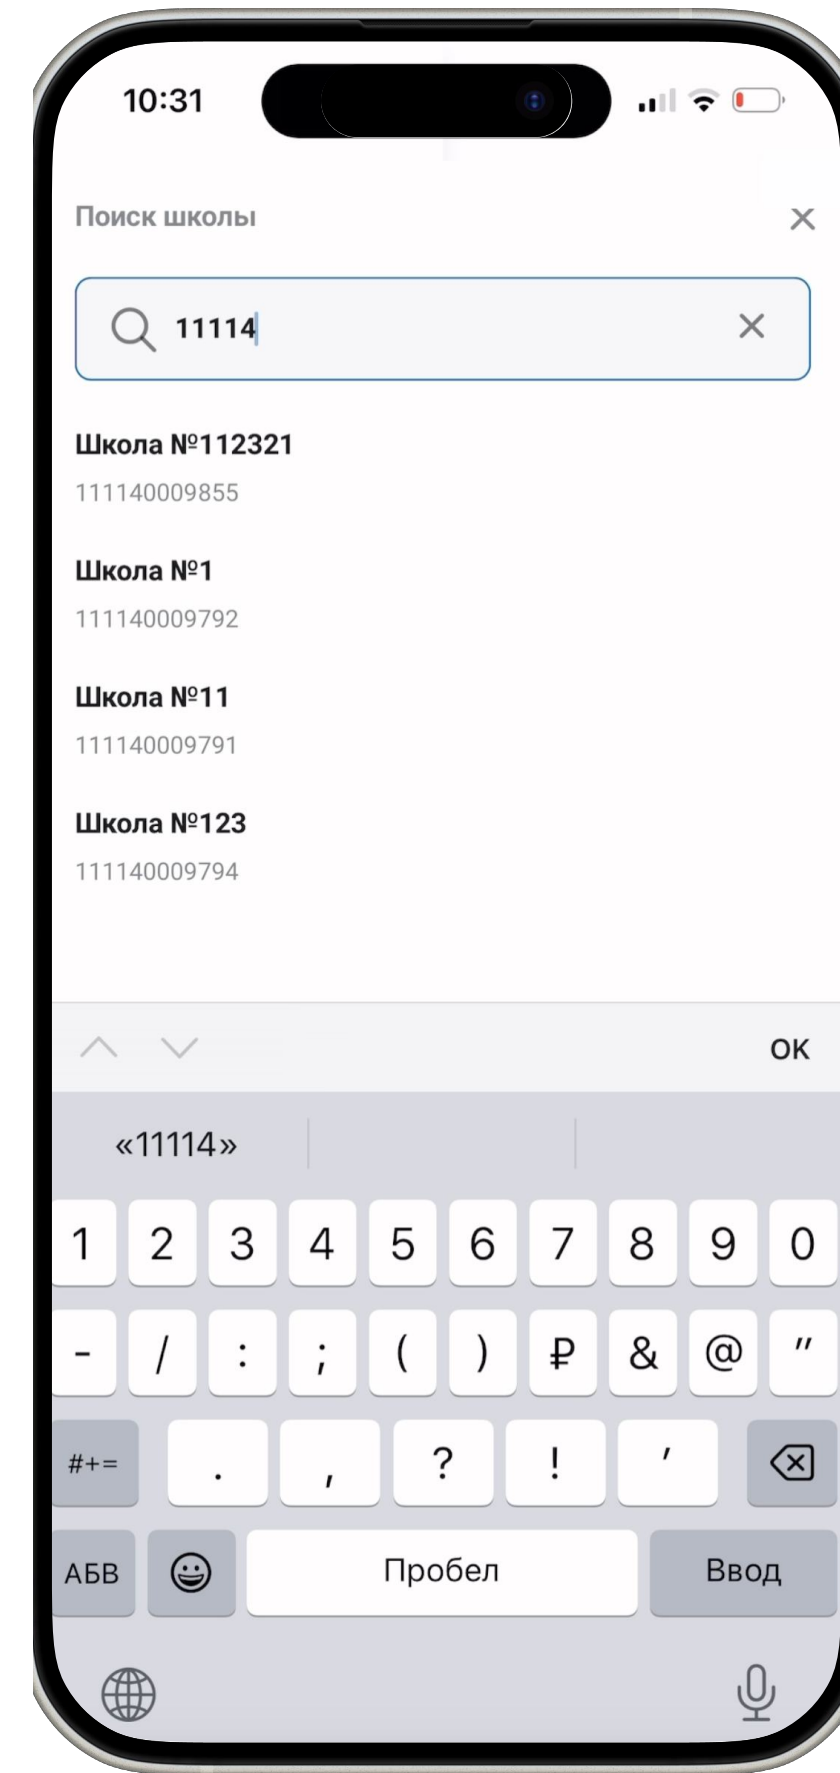 10:31
Поиск школы
11114
Школа №112321
111140009855
Школа №1
111140009792
Школа №11
111140009791
Школа №123
111140009794
OK
«11114»
1 2 3 4 5 6 7 8 9 0
- / : ; ( ) ₽ & @ "
#+= . , ? ! '
АБВ Пробел Ввод